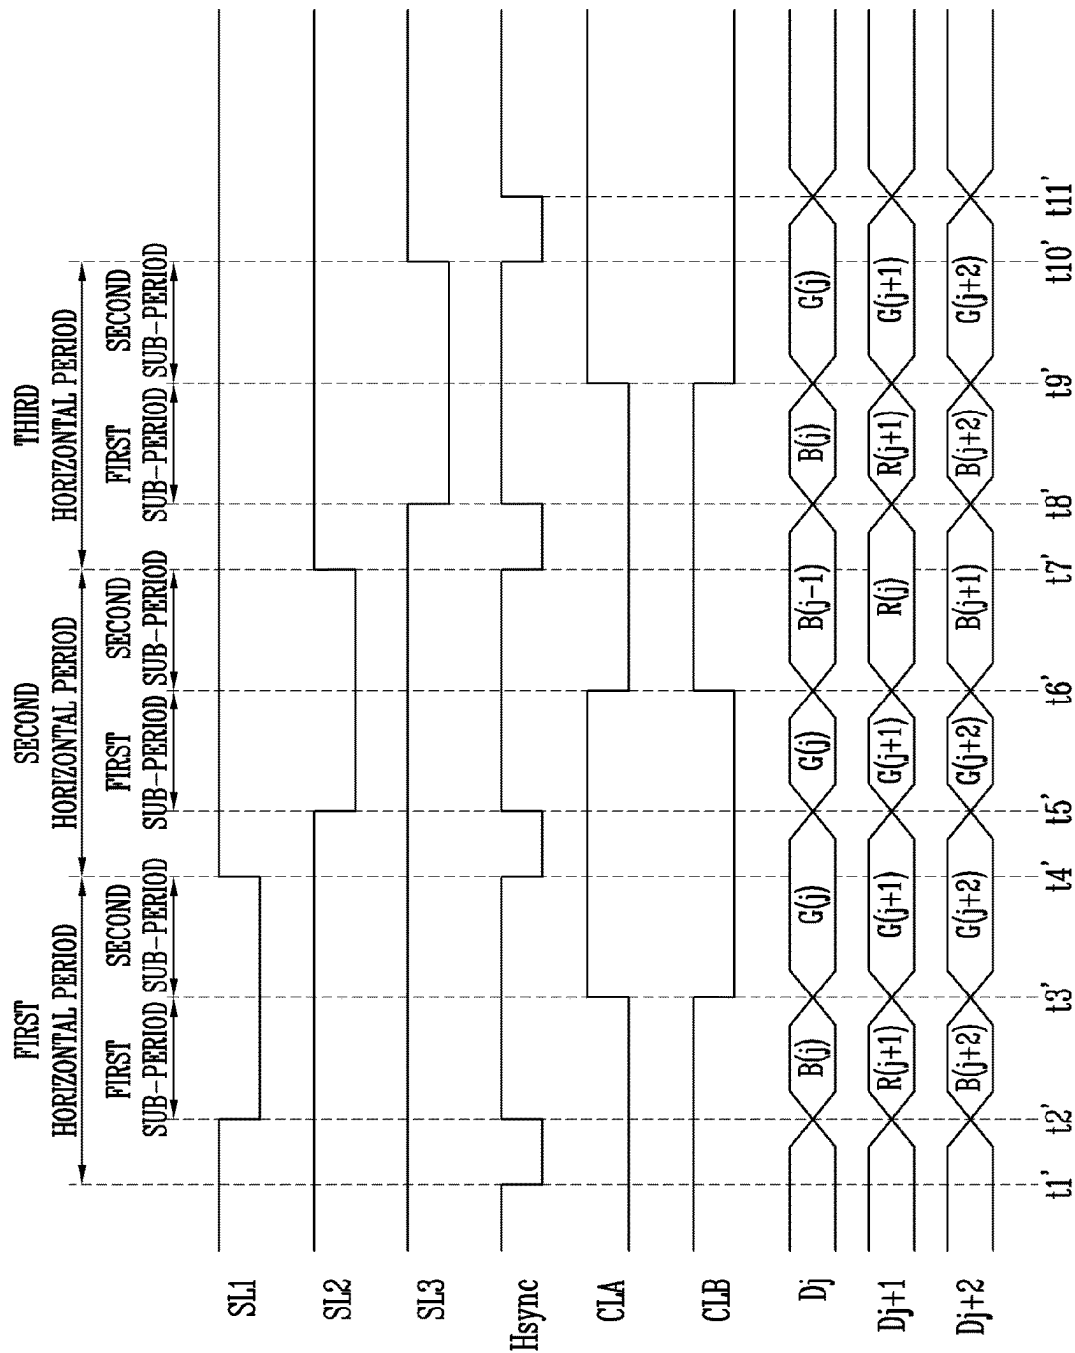 FIRST
HORIZONTAL PERIOD
SECOND
HORIZONTAL PERIOD
THIRD
HORIZONTAL PERIOD
FIRST
SUB-PERIOD
SECOND
SUB-PERIOD
FIRST
SUB-PERIOD
SECOND
SUB-PERIOD
FIRST
SUB-PERIOD
SECOND
SUB-PERIOD
SL1
SL2
SL3
Hsync
CLA
CLB
Dj B(j) G(j) G(j) B(j-1) B(j) G(j)
Dj+1 R(j+1) G(j+1) G(j+1) R(j) R(j+1) G(j+1)
Dj+2 B(j+2) G(j+2) G(j+2) B(j+1) B(j+2) G(j+2)
t1' t2' t3' t4' t5' t6' t7' t8' t9' t10' t11'